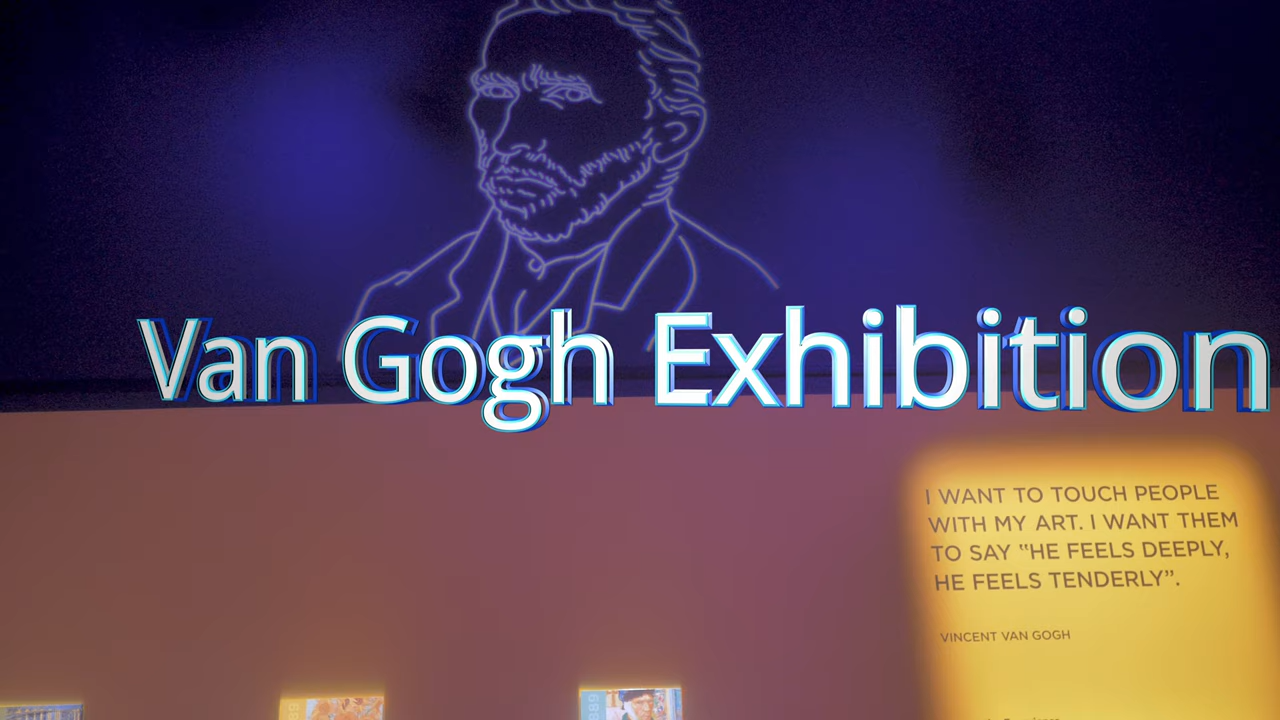 Van Gogh Exhibition
I WANT TO TOUCH PEOPLE
WITH MY ART. I WANT THEM
TO SAY “HE FEELS DEEPLY,
HE FEELS TENDERLY”.
VINCENT VAN GOGH